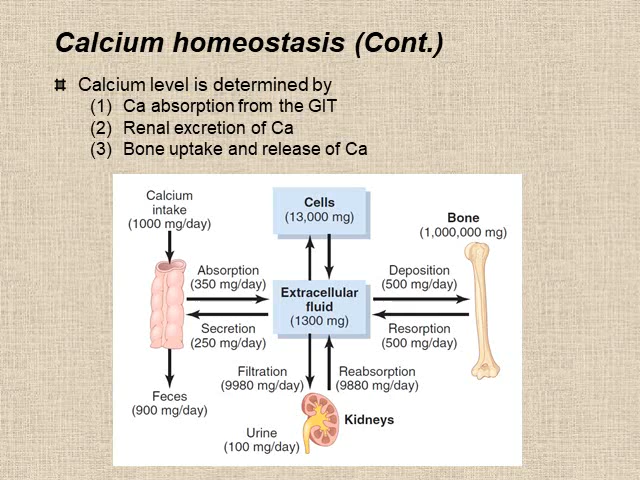 Calcium homeostasis (Cont.)
Calcium level is determined by
(1) Ca absorption from the GIT
(2) Renal excretion of Ca
(3) Bone uptake and release of Ca
Calcium
intake
(1000 mg/day)
Cells
(13,000 mg)
Bone
(1,000,000 mg)
Absorption
(350 mg/day)
Extracellular
fluid
(1300 mg)
Deposition
(500 mg/day)
Secretion
(250 mg/day)
Resorption
(500 mg/day)
Filtration
(9980 mg/day)
Reabsorption
(9880 mg/day)
Feces
(900 mg/day)
Kidneys
Urine
(100 mg/day)